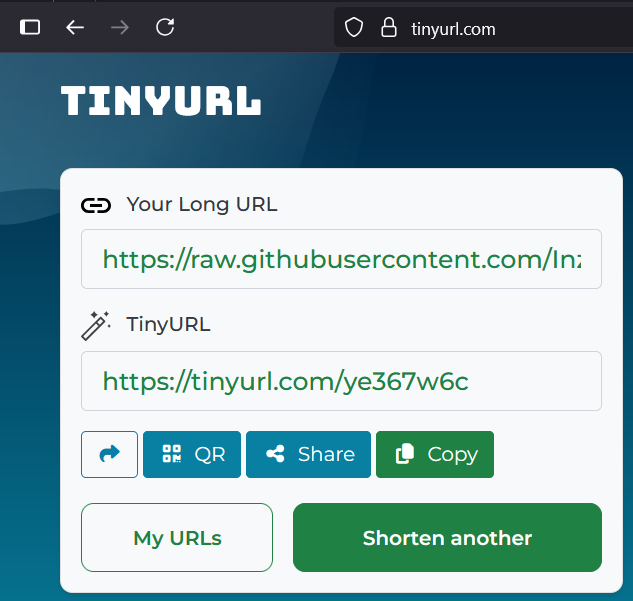 tinyurl.com
TINYURL
Your Long URL
https://raw.githubusercontent.com/Inz
TinyURL
https://tinyurl.com/ye367w6c
QR
Share
Copy
My URLs
Shorten another